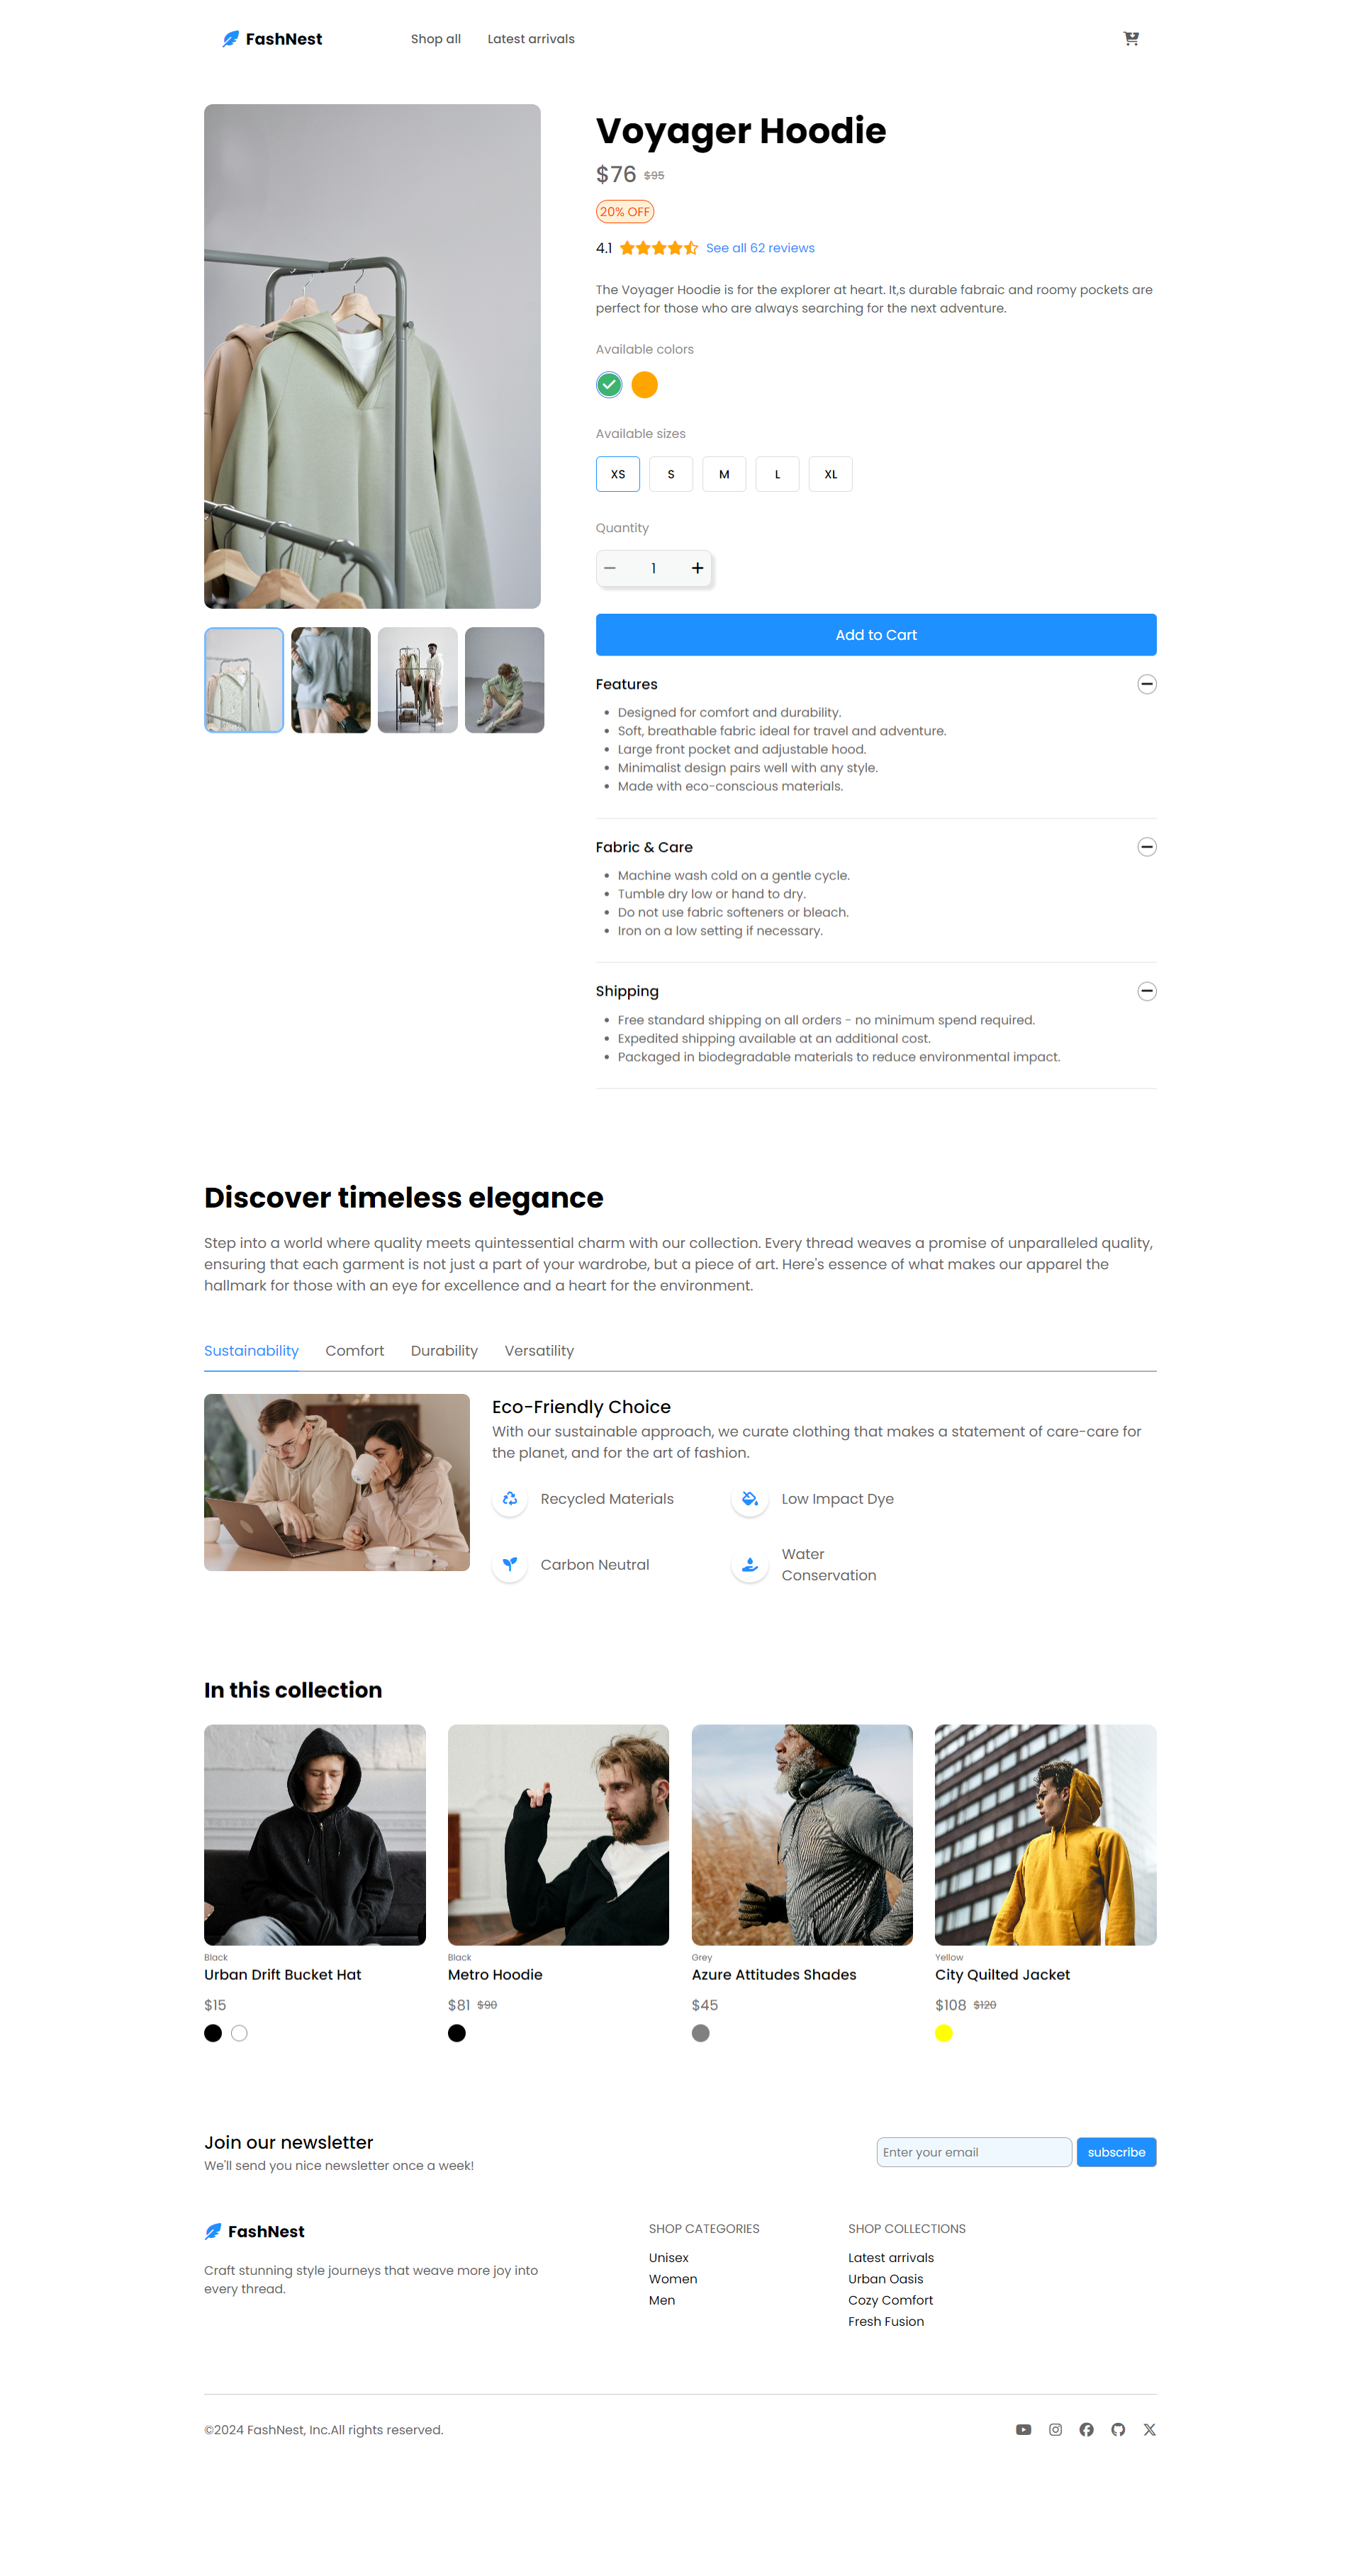 FashNest
Shop all
Latest arrivals
Voyager Hoodie
$76 $95
20% OFF
4.1 See all 62 reviews
The Voyager Hoodie is for the explorer at heart. It,s durable fabraic and roomy pockets are
perfect for those who are always searching for the next adventure.
Available colors
Available sizes
XS S M L XL
Quantity
1
Add to Cart
Features
Designed for comfort and durability.
Soft, breathable fabric ideal for travel and adventure.
Large front pocket and adjustable hood.
Minimalist design pairs well with any style.
Made with eco-conscious materials.
Fabric & Care
Machine wash cold on a gentle cycle.
Tumble dry low or hand to dry.
Do not use fabric softeners or bleach.
Iron on a low setting if necessary.
Shipping
Free standard shipping on all orders - no minimum spend required.
Expedited shipping available at an additional cost.
Packaged in biodegradable materials to reduce environmental impact.
Discover timeless elegance
Step into a world where quality meets quintessential charm with our collection. Every thread weaves a promise of unparalleled quality,
ensuring that each garment is not just a part of your wardrobe, but a piece of art. Here's essence of what makes our apparel the
hallmark for those with an eye for excellence and a heart for the environment.
Sustainability Comfort Durability Versatility
Eco-Friendly Choice
With our sustainable approach, we curate clothing that makes a statement of care-care for
the planet, and for the art of fashion.
Recycled Materials
Low Impact Dye
Carbon Neutral
Water
Conservation
In this collection
Black
Urban Drift Bucket Hat
$15
Black
Metro Hoodie
$81 $90
Grey
Azure Attitudes Shades
$45
Yellow
City Quilted Jacket
$108 $120
Join our newsletter
We'll send you nice newsletter once a week!
Enter your email
subscribe
FashNest
Craft stunning style journeys that weave more joy into
every thread.
SHOP CATEGORIES
Unisex
Women
Men
SHOP COLLECTIONS
Latest arrivals
Urban Oasis
Cozy Comfort
Fresh Fusion
©2024 FashNest, Inc.All rights reserved.